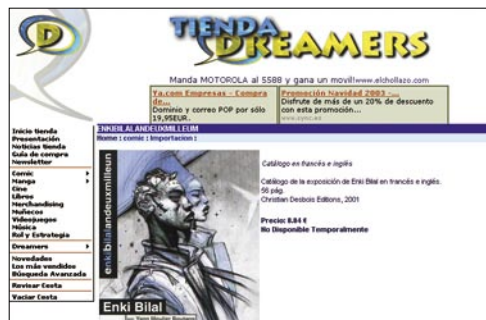 D
TIENDA
DREAMERS
Manda MOTOROLA al 5588 y gana un movil!www.elchollazo.com
Ya.com Empresas - Compra de...
Dominio y correo POP por sólo 19,95EUR.
Promoción Navidad 2003 -...
Disfrute de más de un 20% de descuento con esta promoción...
ENKIBILALANDEUXMILLEUM
Home : comic : Importacion :
Inicio tienda
Presentación
Noticias tienda
Guía de compra
Newsletter
Comic
Manga
Cine
Libros
Merchandising
Muñecos
Videojuegos
Música
Rol y Estrategia
Dreamers
Novedades
Los más vendidos
Búsqueda Avanzada
Revisar Cesta
Vaciar Cesta
enkibilalandeuxmilleun
Enki Bilal
Catálogo en francés e inglés
Catálogo de la exposición de Enki Bilal en francés e inglés.
56 pág.
Christian Desbois Editions, 2001
Precio: 8.84 €
No Disponible Temporalmente